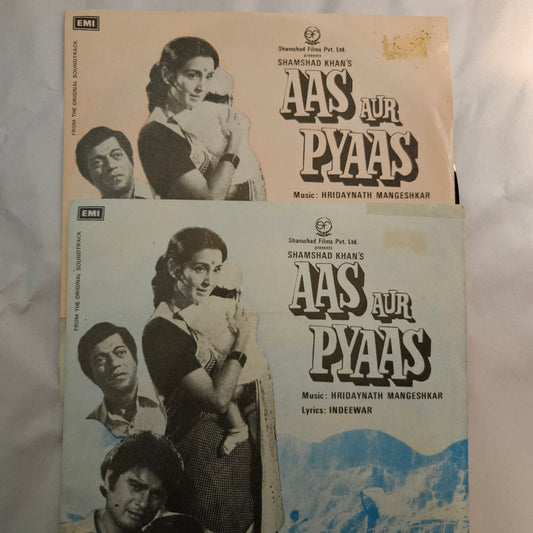 EMI
FROM THE ORIGINAL SOUNDTRACK
Shamshad Films Pvt. Ltd.
presents
SHAMSHAD KHAN'S
AAS AUR
PYAAS
Music: HRIDAYNATH MANGESHKAR
EMI
FROM THE ORIGINAL SOUNDTRACK
Shamshad Films Pvt. Ltd.
presents
SHAMSHAD KHAN'S
AAS AUR
PYAAS
Music: HRIDAYNATH MANGESHKAR
Lyrics: INDEEWAR